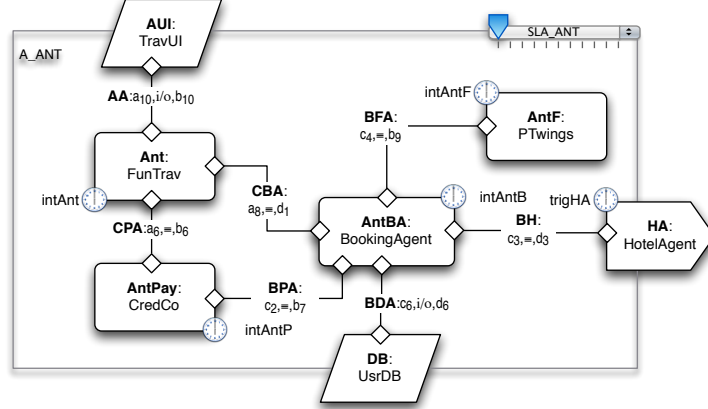 AUI:
TravUI
SLA_ANT
A_ANT
AA:a10,i/o,b10
intAntF
BFA:
c4,≡,b9
AntF:
PTwings
Ant:
FunTrav
intAnt
CBA:
a8,≡,d1
intAntB
trigHA
CPA:a6,≡,b6
AntBA:
BookingAgent
BH:
c3,≡,d3
HA:
HotelAgent
AntPay:
CredCo
BPA:
c2,≡,b7
BDA:c6,i/o,d6
intAntP
DB:
UsrDB